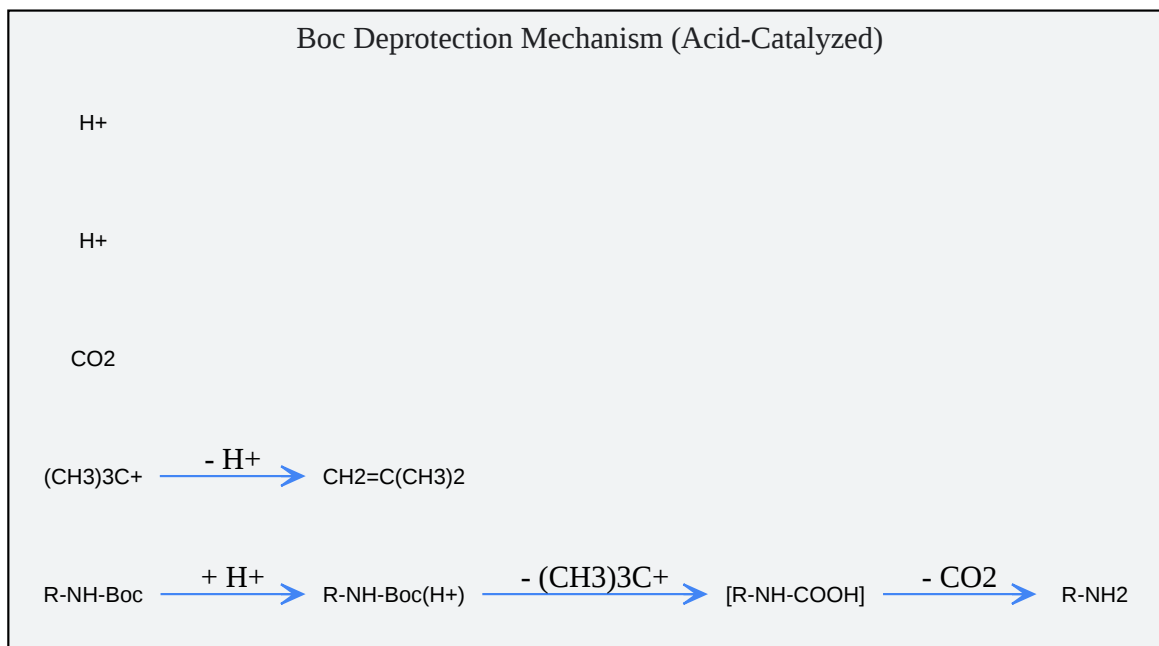 Boc Deprotection Mechanism (Acid-Catalyzed)
H+
H+
CO2
(CH3)3C+ - H+ CH2=C(CH3)2
R-NH-Boc + H+ R-NH-Boc(H+) - (CH3)3C+ [R-NH-COOH] - CO2 R-NH2